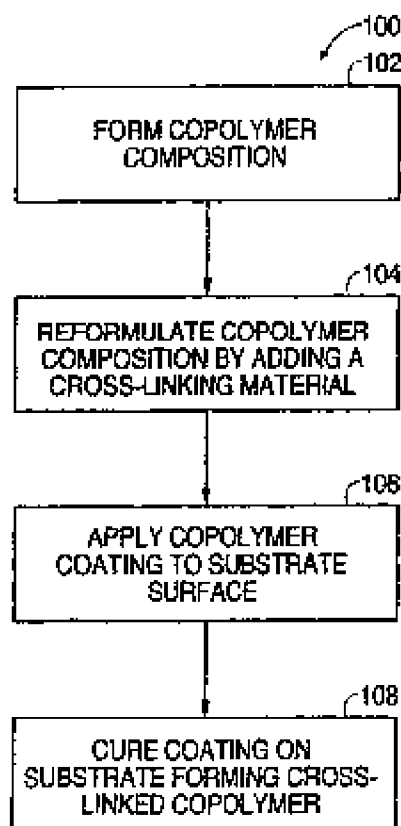 100
102
FORM COPOLYMER
COMPOSITION
104
REFORMULATE COPOLYMER
COMPOSITION BY ADDING A
CROSS-LINKING MATERIAL
106
APPLY COPOLYMER
COATING TO SUBSTRATE
SURFACE
108
CURE COATING ON
SUBSTRATE FORMING CROSS-
LINKED COPOLYMER